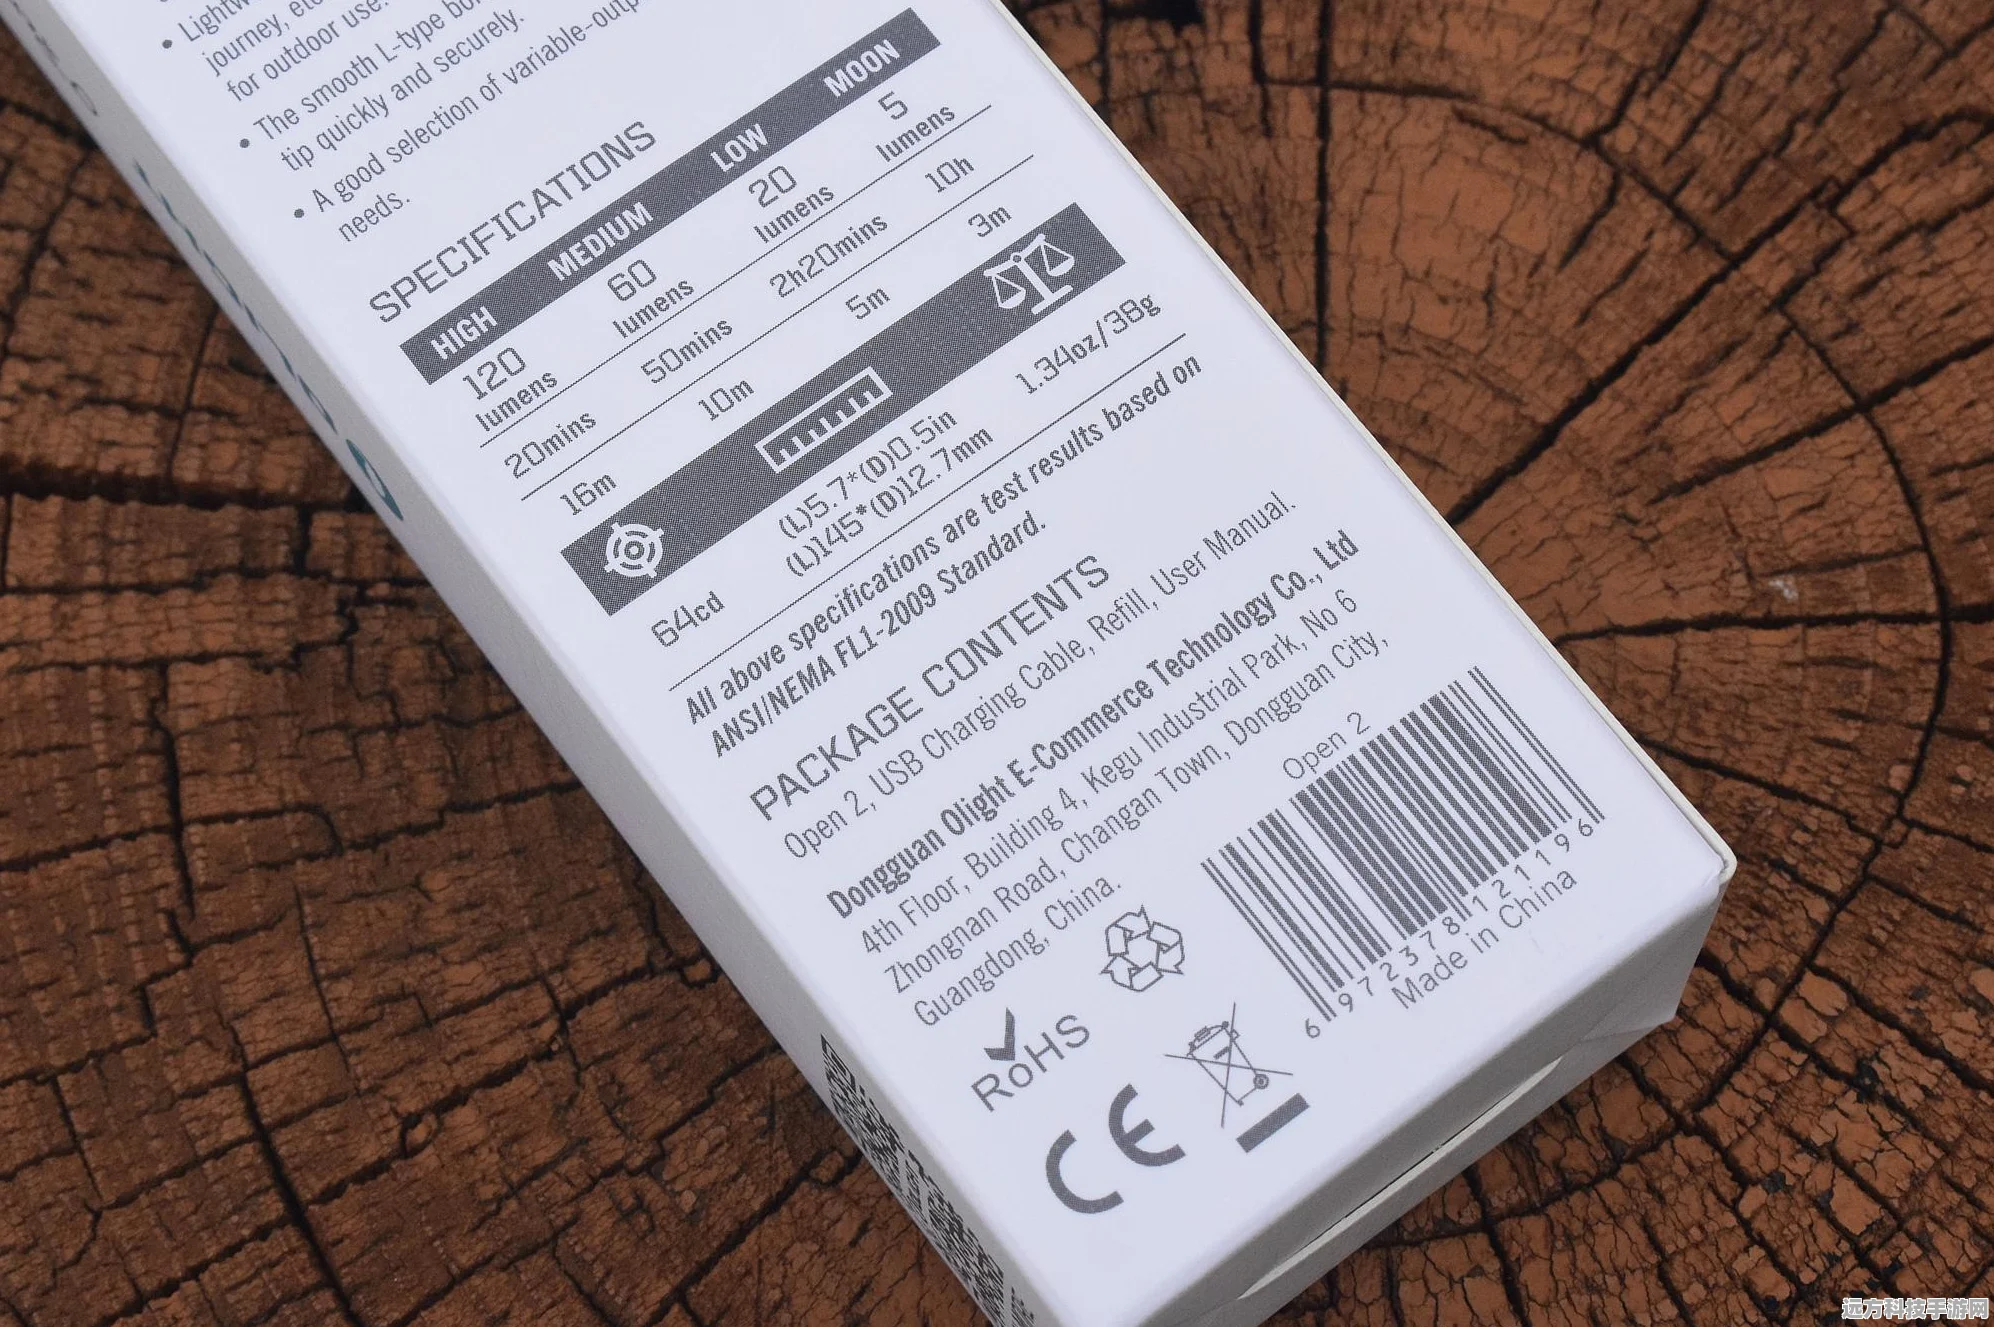 journey, etc
for outdoor use.
• The smooth L-type
tip quickly and securely.
• A good selection of
needs.
SPECIFICATIONS
HIGH MEDIUM LOW MOON
120 lumens 60 lumens 20 lumens 5 lumens
20mins 50mins 2h20mins 10h
16m 10m 5m 3m
64cd (L)5.7*(D)0.5in 1.34oz/38g
(L)145*(D)12.7mm
All above specifications are test results based on
ANSI/NEMA FL1-2009 Standard.
PACKAGE CONTENTS
Open 2, USB Charging Cable, Refill, User Manual.
Dongguan Olight E-Commerce Technology Co., Ltd
4th Floor, Building 4, Kegu Industrial Park, No 6
Zhongnan Road, Changan Town, Dongguan City,
Guangdong, China.
Open 2
6 972378 121196
Made in China
RoHS
CE
远方科技手游网